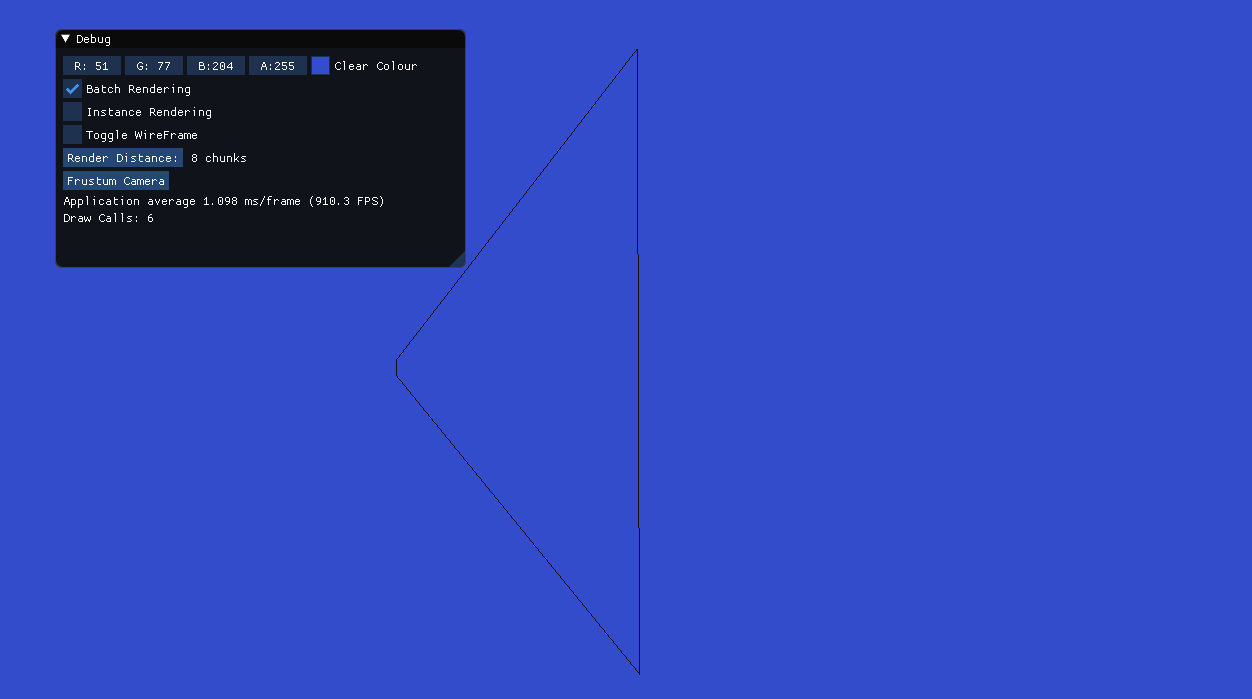 Debug
R: 51 G: 77 B:204 A:255 Clear Colour
Batch Rendering
Instance Rendering
Toggle WireFrame
Render Distance: 8 chunks
Frustum Camera
Application average 1.098 ms/frame (910.3 FPS)
Draw Calls: 6